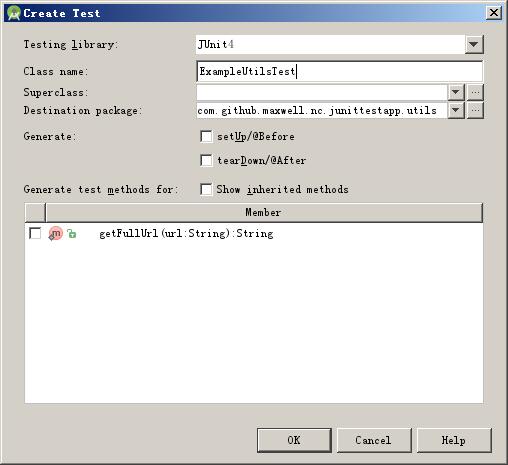 Create Test
Testing library: JUnit4
Class name: ExampleUtilsTest
Superclass: ...
Destination package: com.github.maxwell.nc.junittestapp.utils ...
Generate: setUp/@Before
tearDown/@After
Generate test methods for: Show inherited methods
Member
m getFullUrl(url:String):String
OK Cancel Help